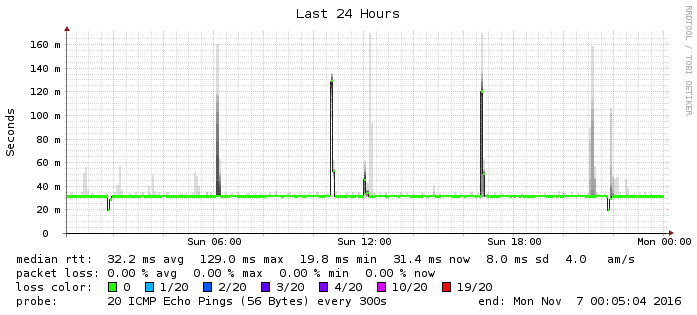 Last 24 Hours
RRDTOOL / TOBI OETIKER
Seconds
160 m
140 m
120 m
100 m
80 m
60 m
40 m
20 m
0
Sun 06:00 Sun 12:00 Sun 18:00 Mon 00:00
median rtt: 32.2 ms avg 129.0 ms max 19.8 ms min 31.4 ms now 8.0 ms sd 4.0 am/s
packet loss: 0.00 % avg 0.00 % max 0.00 % min 0.00 % now
loss color: 0 1/20 2/20 3/20 4/20 10/20 19/20
probe: 20 ICMP Echo Pings (56 Bytes) every 300s end: Mon Nov 7 00:05:04 2016